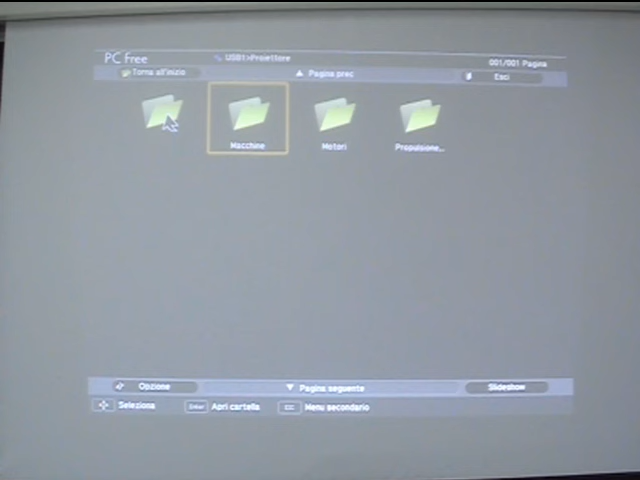 PC Free USB1>Proiettore 001/001 Pagina
Torna all'inizio Pagina prec Esci
Macchine Motori Propulsione...
Opzione Pagina seguente Slideshow
Seleziona Enter Apri cartella ESC Menu secondario